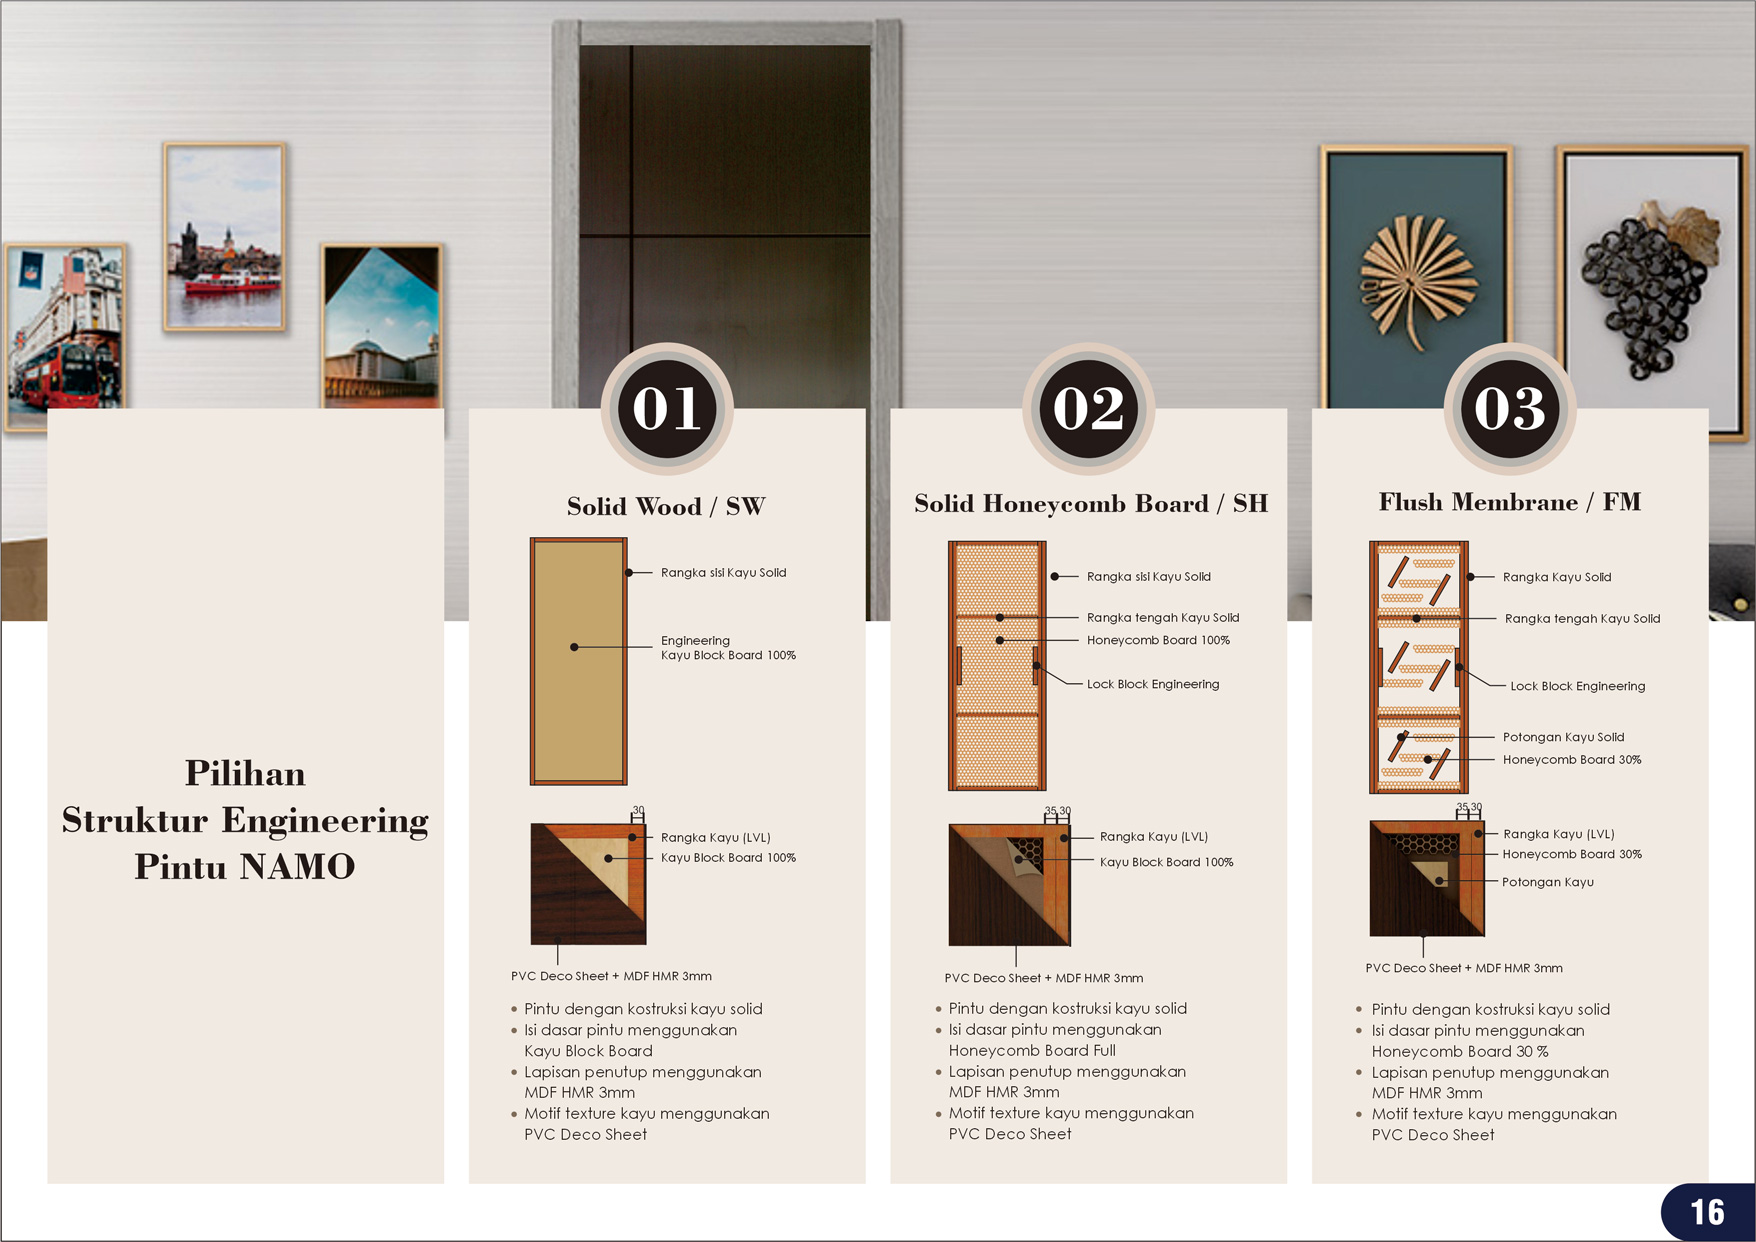 Pilihan
Struktur Engineering
Pintu NAMO
01
Solid Wood / SW
Rangka sisi Kayu Solid
Engineering
Kayu Block Board 100%
30
Rangka Kayu (LVL)
Kayu Block Board 100%
PVC Deco Sheet + MDF HMR 3mm
Pintu dengan kostruksi kayu solid
Isi dasar pintu menggunakan
Kayu Block Board
Lapisan penutup menggunakan
MDF HMR 3mm
Motif texture kayu menggunakan
PVC Deco Sheet
02
Solid Honeycomb Board / SH
Rangka sisi Kayu Solid
Rangka tengah Kayu Solid
Honeycomb Board 100%
Lock Block Engineering
35 30
Rangka Kayu (LVL)
Kayu Block Board 100%
PVC Deco Sheet + MDF HMR 3mm
Pintu dengan kostruksi kayu solid
Isi dasar pintu menggunakan
Honeycomb Board Full
Lapisan penutup menggunakan
MDF HMR 3mm
Motif texture kayu menggunakan
PVC Deco Sheet
03
Flush Membrane / FM
Rangka Kayu Solid
Rangka tengah Kayu Solid
Lock Block Engineering
Potongan Kayu Solid
Honeycomb Board 30%
35 30
Rangka Kayu (LVL)
Honeycomb Board 30%
Potongan Kayu
PVC Deco Sheet + MDF HMR 3mm
Pintu dengan kostruksi kayu solid
Isi dasar pintu menggunakan
Honeycomb Board 30 %
Lapisan penutup menggunakan
MDF HMR 3mm
Motif texture kayu menggunakan
PVC Deco Sheet
16